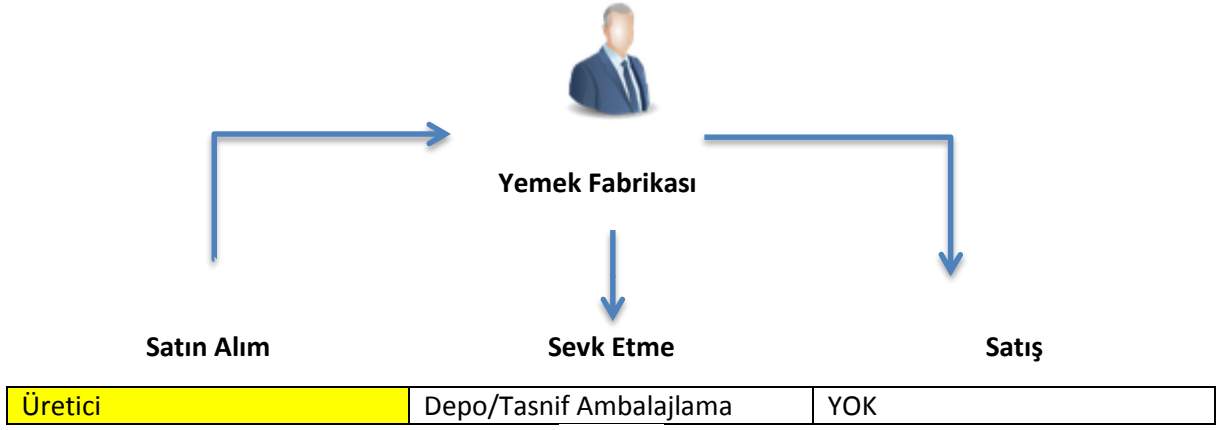 Yemek Fabrikası
Satın Alım Sevk Etme Satış
Üretici Depo/Tasnif Ambalajlama YOK